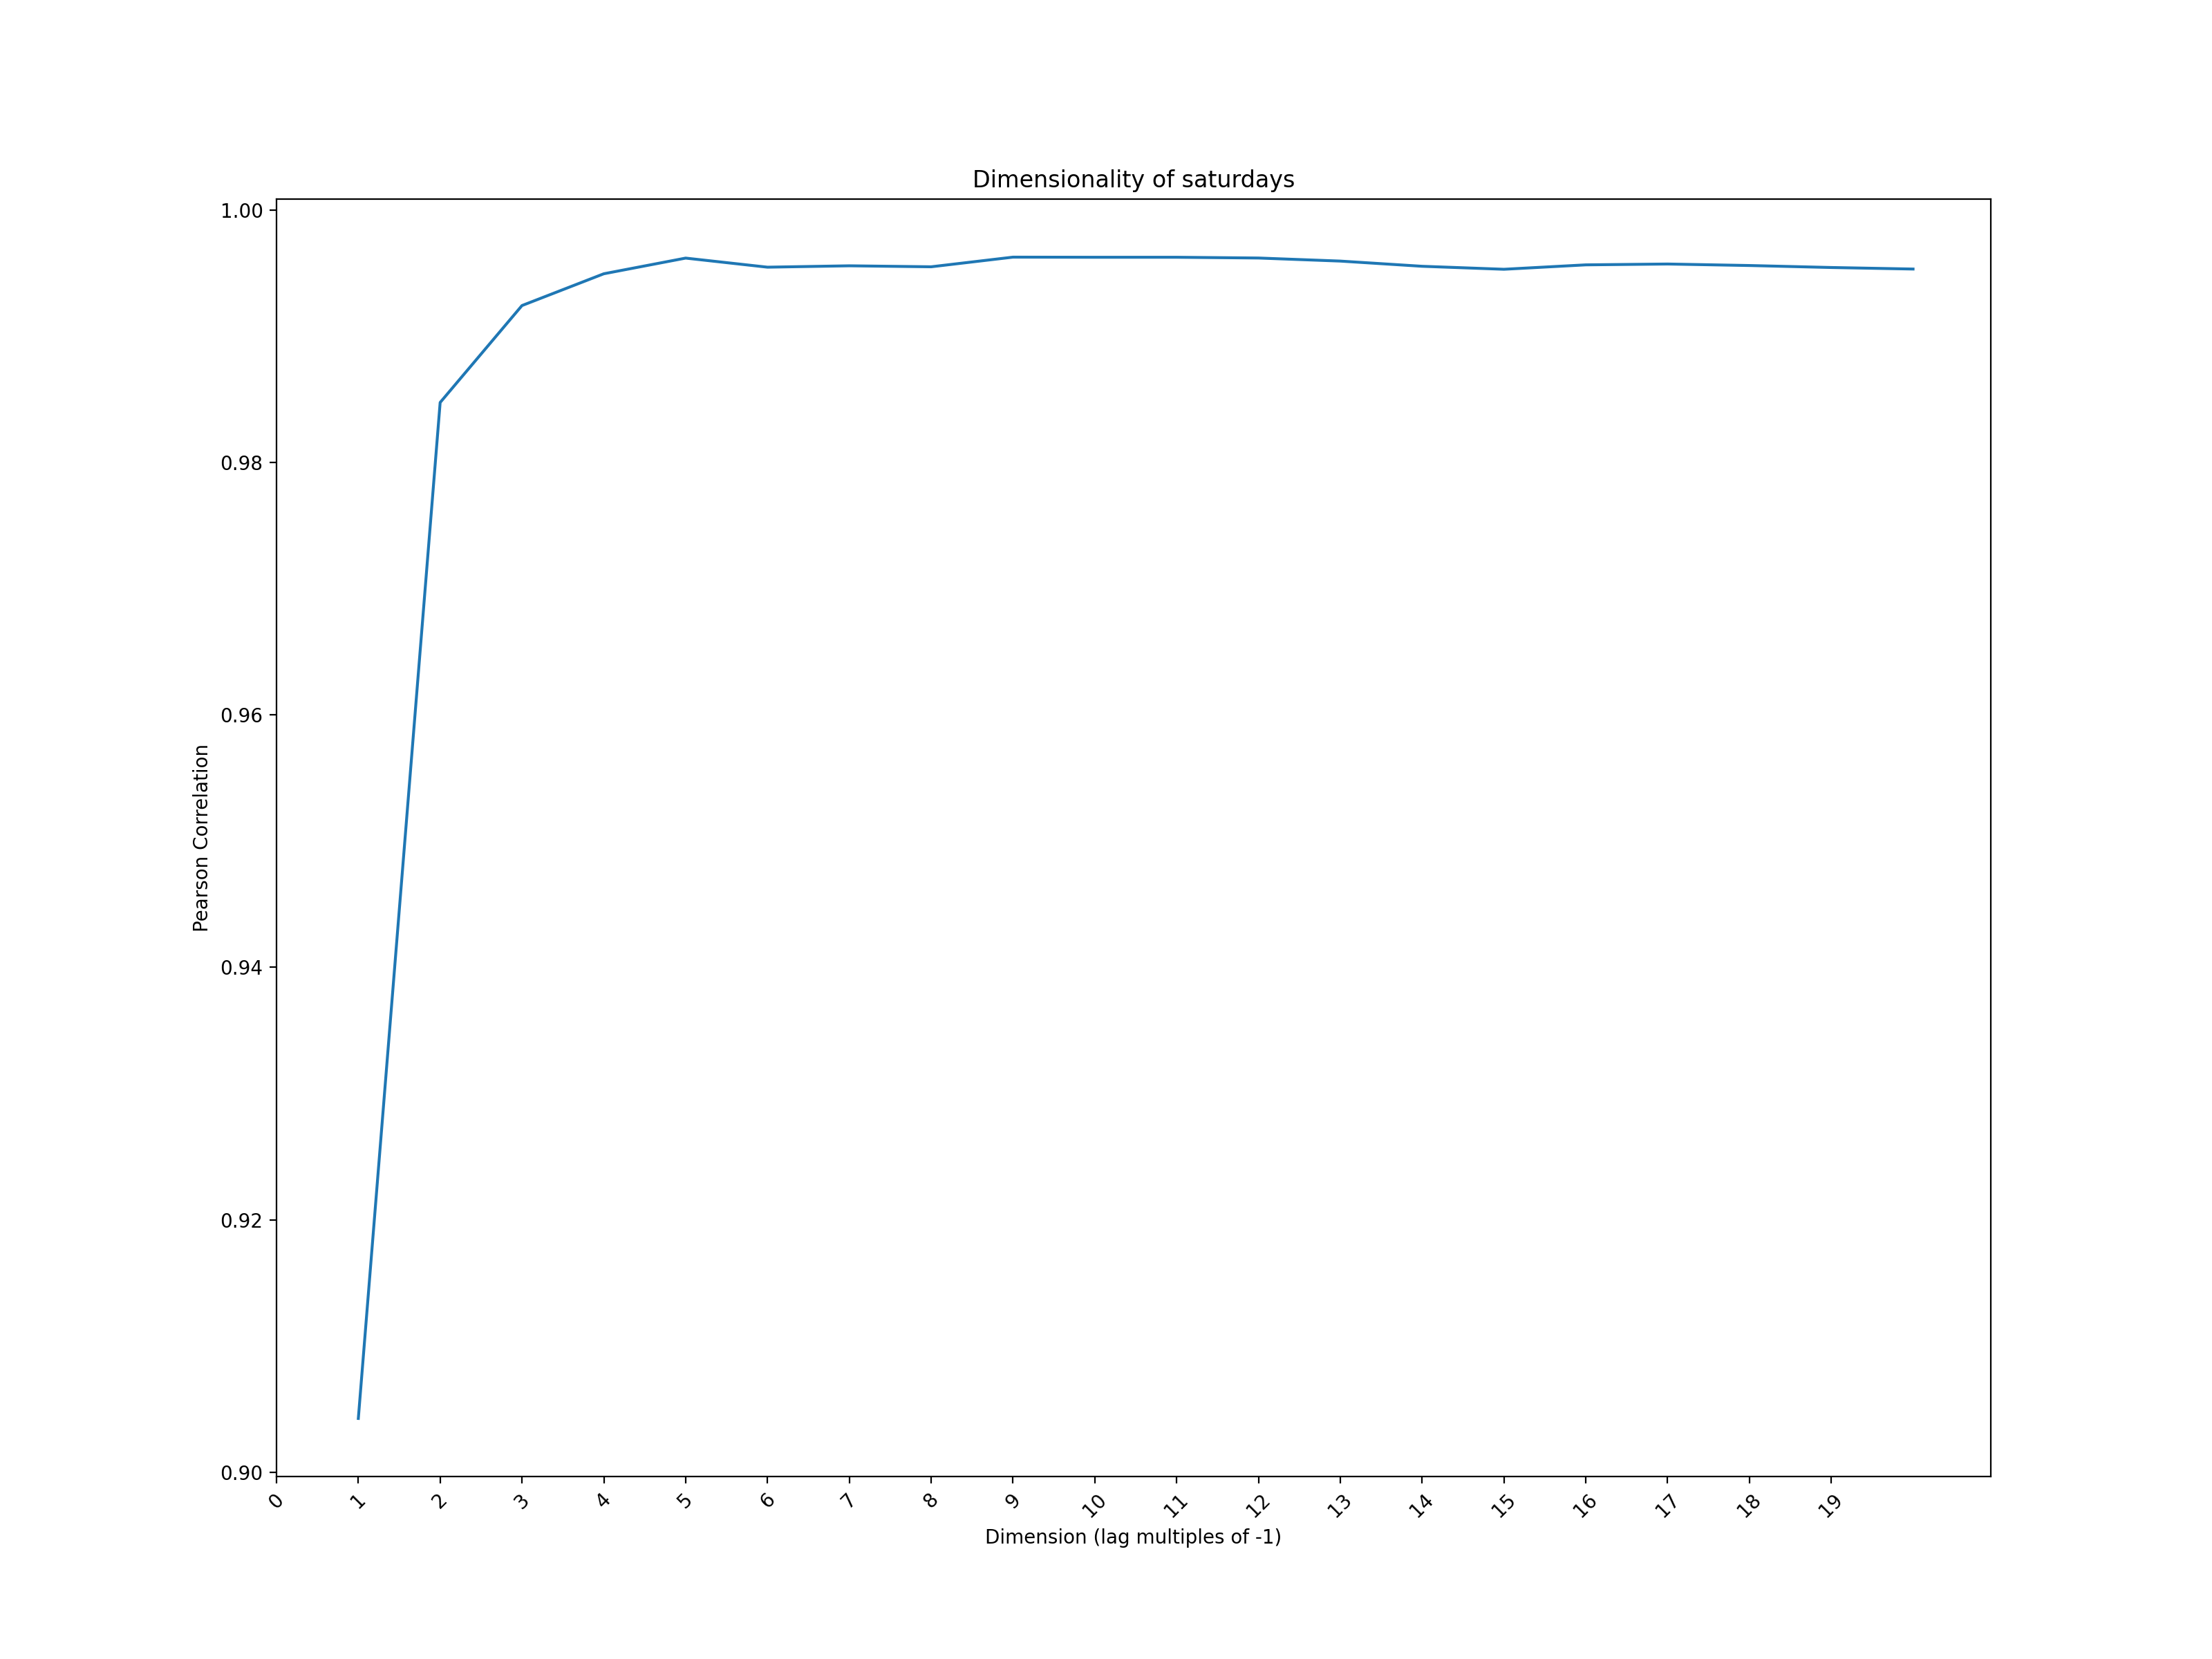 Dimensionality of saturdays
1.00
0.98
0.96
0.94
0.92
0.90
Pearson Correlation
0 1 2 3 4 5 6 7 8 9 10 11 12 13 14 15 16 17 18 19
Dimension (lag multiples of -1)